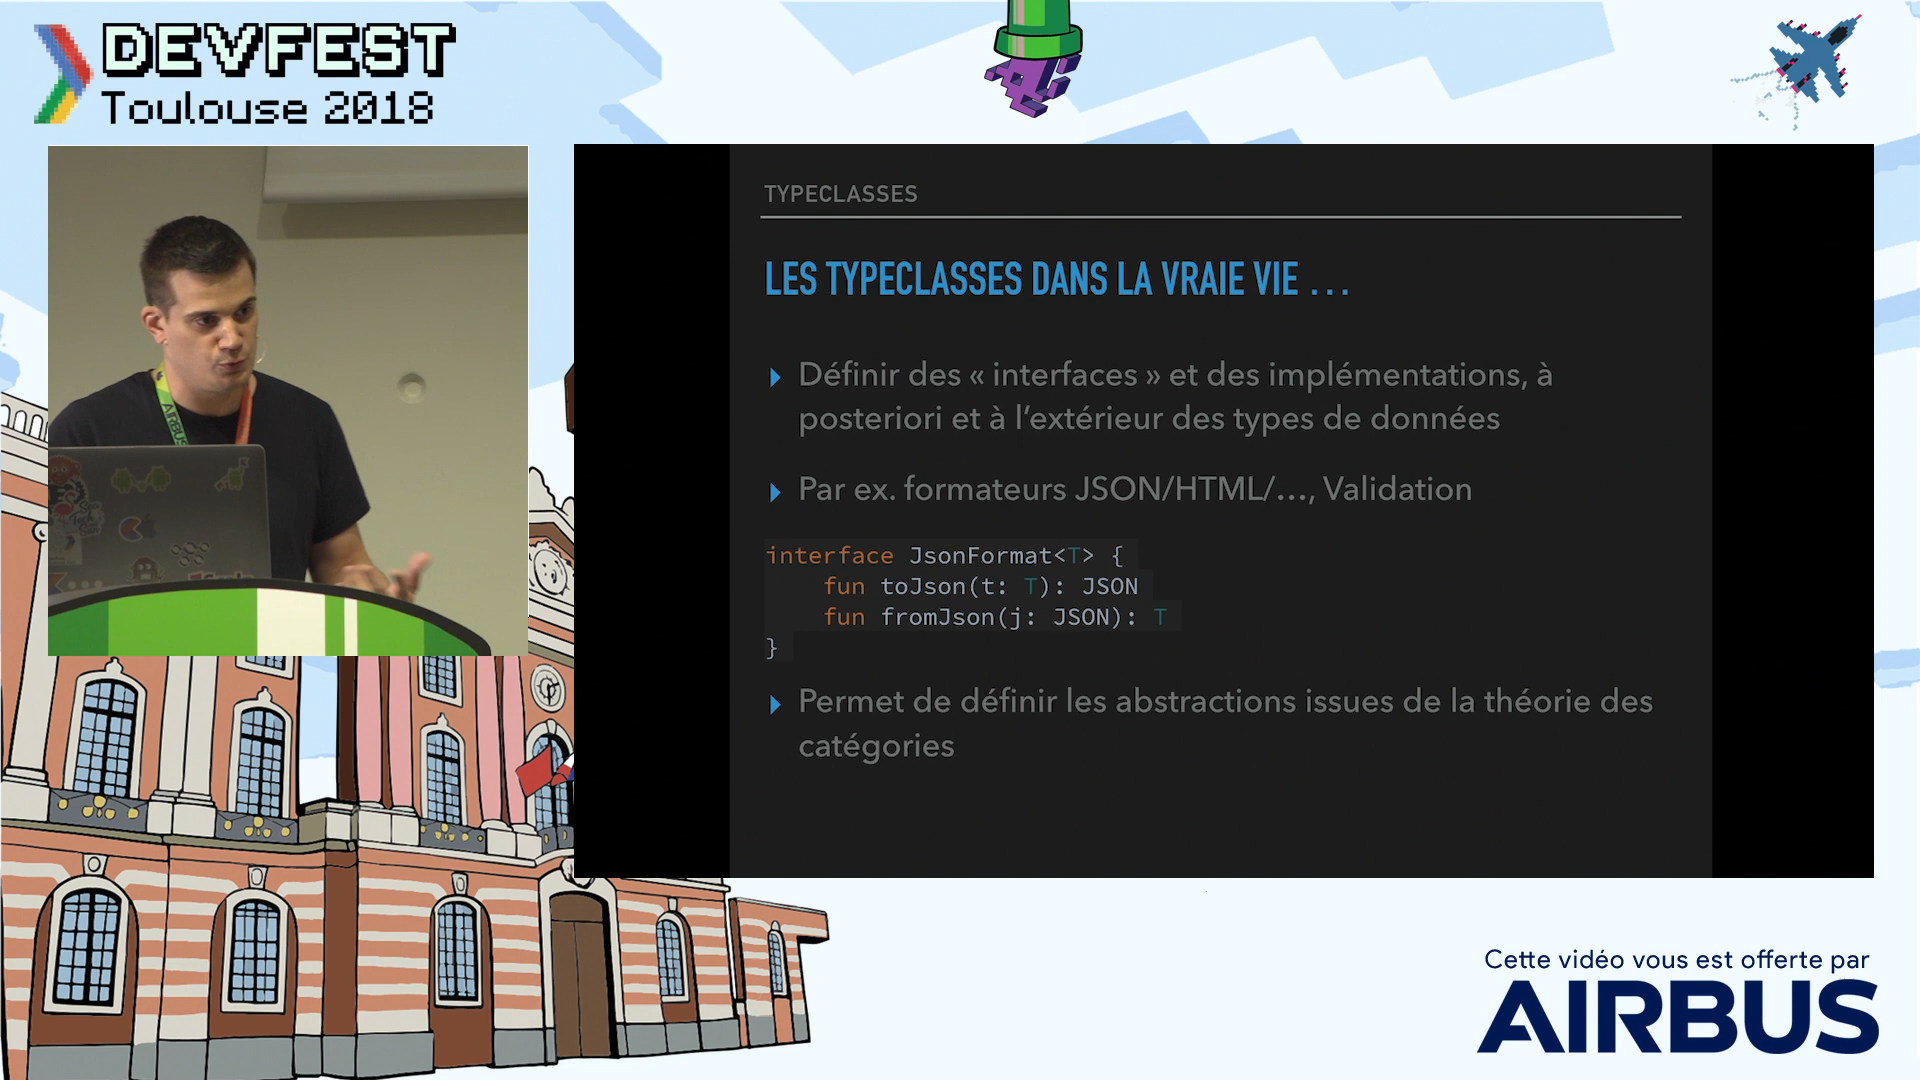 DEVFEST
Toulouse 2018
AIRBUS
TYPECLASSES
LES TYPECLASSES DANS LA VRAIE VIE ...
Définir des « interfaces » et des implémentations, à
posteriori et à l’extérieur des types de données
Par ex. formateurs JSON/HTML/…, Validation
interface JsonFormat<T> {
    fun toJson(t: T): JSON
    fun fromJson(j: JSON): T
}
Permet de définir les abstractions issues de la théorie des
catégories
Cette vidéo vous est offerte par
AIRBUS